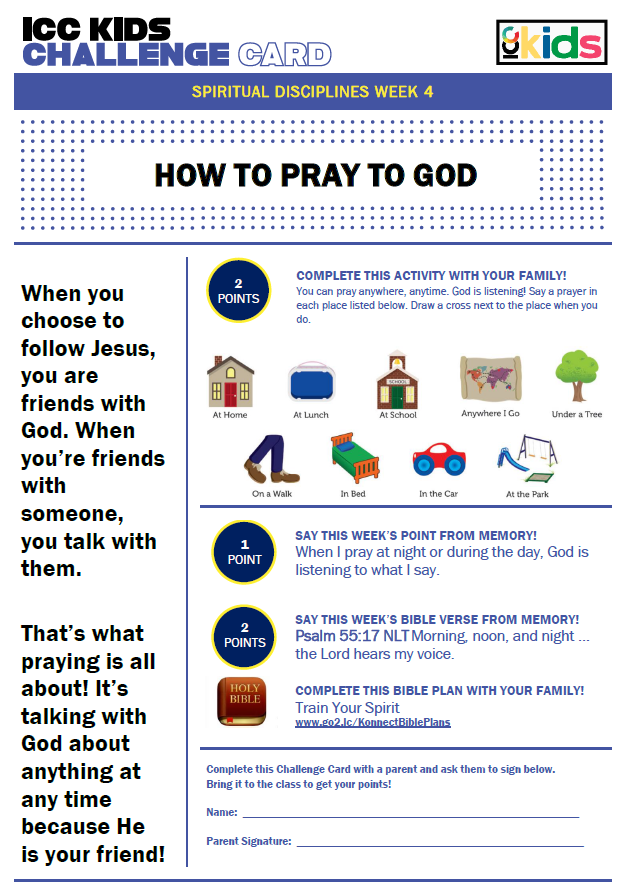 ICC KIDS
CHALLENGE CARD
ICC kids
SPIRITUAL DISCIPLINES WEEK 4
HOW TO PRAY TO GOD
When you
choose to
follow Jesus,
you are
friends with
God. When
you're friends
with
someone,
you talk with
them.
That's what
praying is all
about! It's
talking with
God about
anything at
any time
because He
is your friend!
2
POINTS
COMPLETE THIS ACTIVITY WITH YOUR FAMILY!
You can pray anywhere, anytime. God is listening! Say a prayer in
each place listed below. Draw a cross next to the place when you
do.
SCHOOL
At Home
At Lunch
At School
Anywhere I Go
Under a Tree
On a Walk
In Bed
In the Car
At the Park
1
POINT
SAY THIS WEEK'S POINT FROM MEMORY!
When I pray at night or during the day, God is
listening to what I say.
2
POINTS
SAY THIS WEEK'S BIBLE VERSE FROM MEMORY!
Psalm 55:17 NLT Morning, noon, and night ...
the Lord hears my voice.
HOLY
BIBLE
COMPLETE THIS BIBLE PLAN WITH YOUR FAMILY!
Train Your Spirit
www.go2.lc/KonnectBiblePlans
Complete this Challenge Card with a parent and ask them to sign below.
Bring it to the class to get your points!
Name:
Parent Signature: